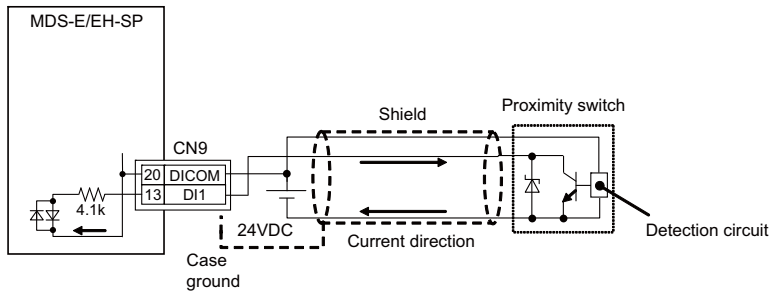 MDS-E/EH-SP
Shield
Proximity switch
CN9
20 DICOM
13 DI1
4.1k
24VDC
Current direction
Detection circuit
Case
ground